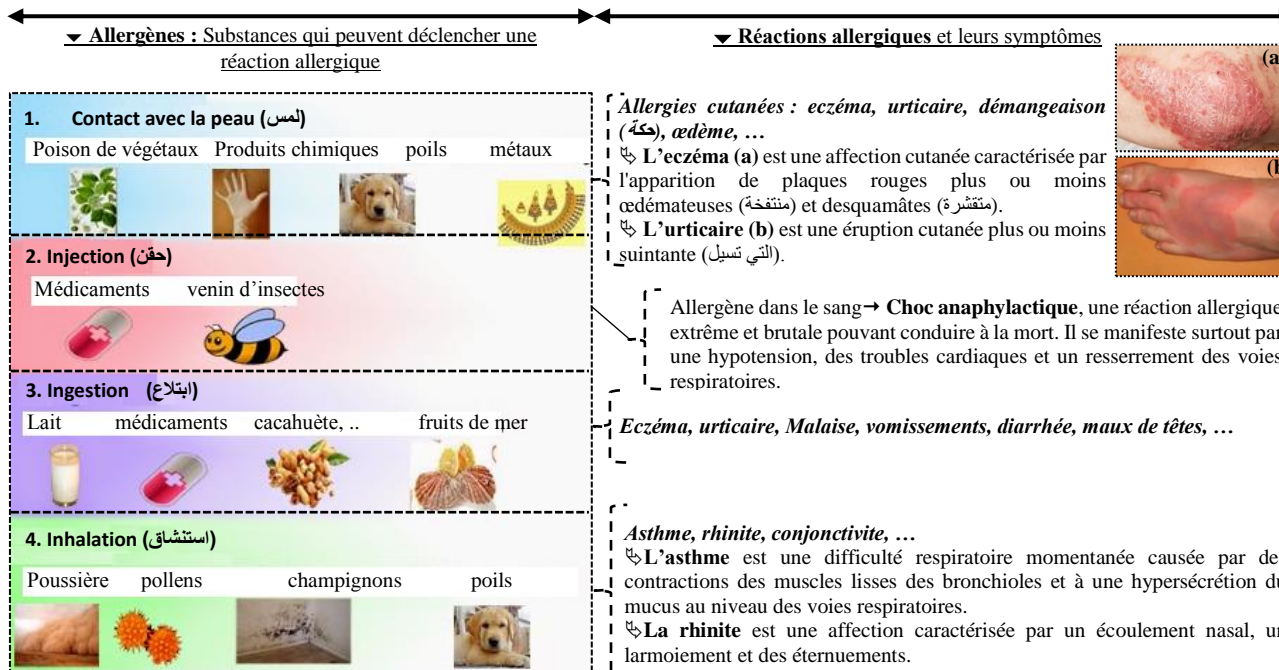 ▼ Allergènes : Substances qui peuvent déclencher une
réaction allergique
1. Contact avec la peau (لمس)
Poison de végétaux Produits chimiques poils métaux
2. Injection (حقن)
Médicaments venin d’insectes
3. Ingestion (ابتلاع)
Lait médicaments cacahuète, .. fruits de mer
4. Inhalation (استنشاق)
Poussière pollens champignons poils
▼ Réactions allergiques et leurs symptômes
(a
Allergies cutanées : eczéma, urticaire, démangeaison
(حكة), œdème, …
L'eczéma (a) est une affection cutanée caractérisée par
l'apparition de plaques rouges plus ou moins
œdémateuses (منتفخة) et desquamâtes (متقشرة).
(b
L'urticaire (b) est une éruption cutanée plus ou moins
suintante (التي تسيل).
Allergène dans le sang→ Choc anaphylactique, une réaction allergique
extrême et brutale pouvant conduire à la mort. Il se manifeste surtout par
une hypotension, des troubles cardiaques et un resserrement des voies
respiratoires.
Eczéma, urticaire, Malaise, vomissements, diarrhée, maux de têtes, …
Asthme, rhinite, conjonctivite, …
L'asthme est une difficulté respiratoire momentanée causée par de
contractions des muscles lisses des bronchioles et à une hypersécrétion du
mucus au niveau des voies respiratoires.
La rhinite est une affection caractérisée par un écoulement nasal, un
larmoiement et des éternuements.